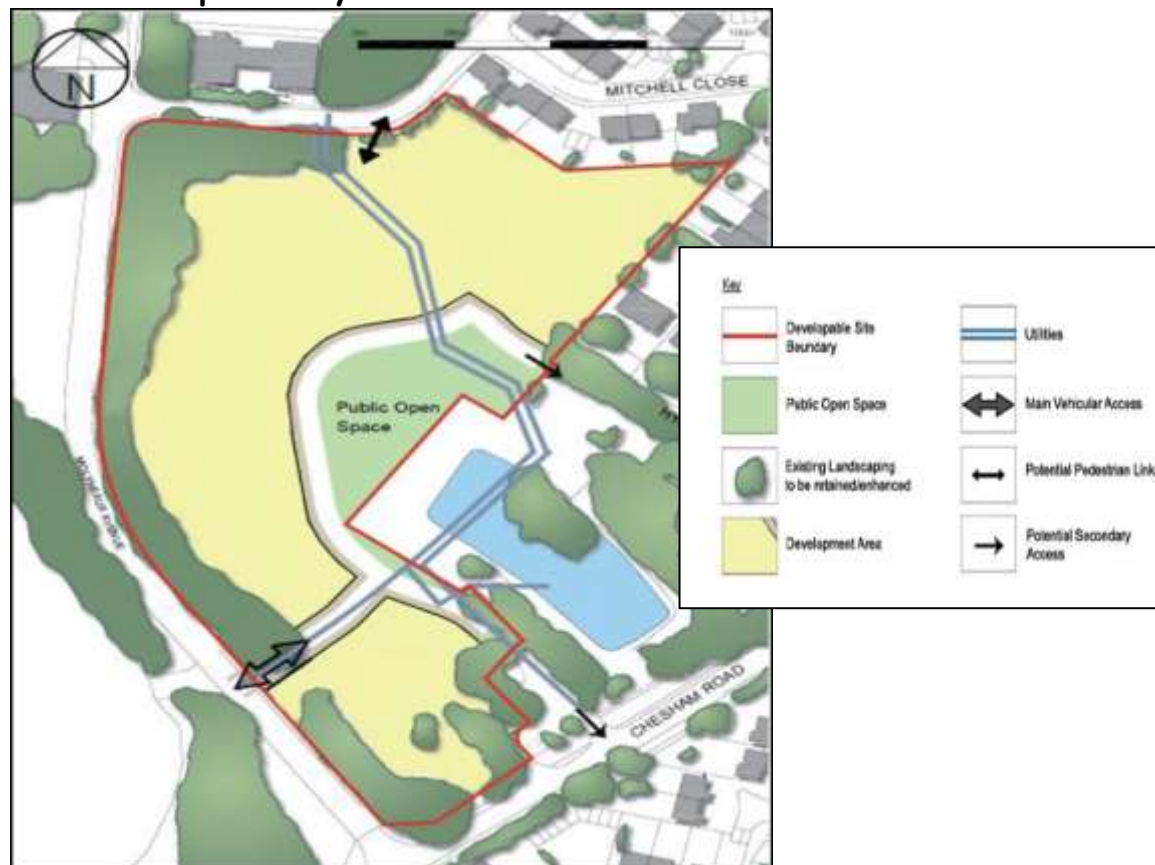 N
MITCHELL CLOSE
Public Open
Space
CHESHAM ROAD
Key
Developable Site
Boundary
Public Open Space
Existing Landscaping
to be retained/enhanced
Development Area
Utilities
Main Vehicular Access
Potential Pedestrian Link
Potential Secondary
Access